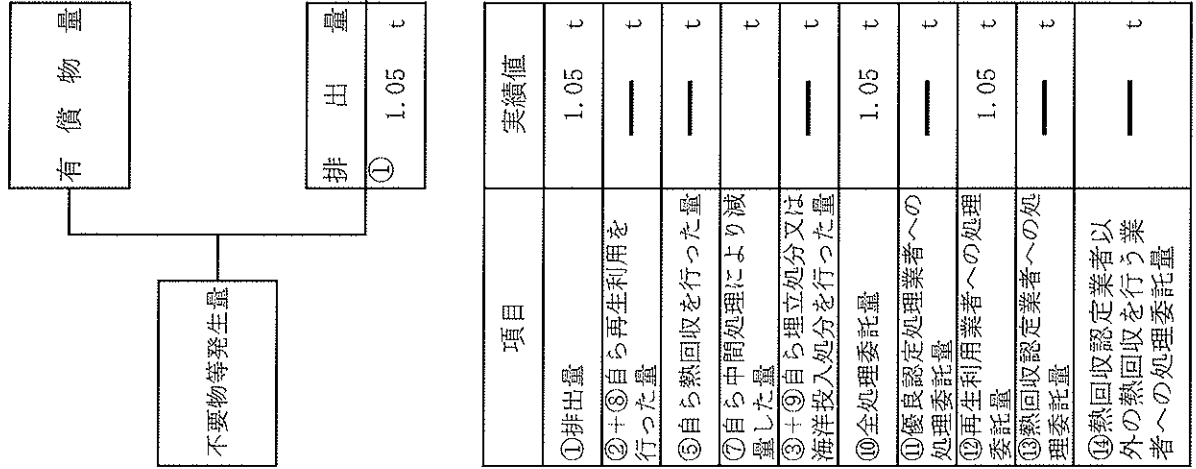 有償物量
不要物等発生量
排出量
① 1.05 t
項目 実績値
①排出量 1.05 t
②+⑧自ら再生利用を
行った量 ― t
⑤自ら熱回収を行った量 ― t
⑦自ら中間処理により減
量した量 t
③+⑨自ら埋立処分又は
海洋投入処分を行った量 ― t
⑩全処理委託量 1.05 t
⑪優良認定処理業者への
処理委託量 ― t
⑫再生利用業者への処理
委託量 1.05 t
⑬熱回収認定業者への処
理委託量 ― t
⑭熱回収認定業者以
外の熱回収を行う業
者への処理委託量 ― t